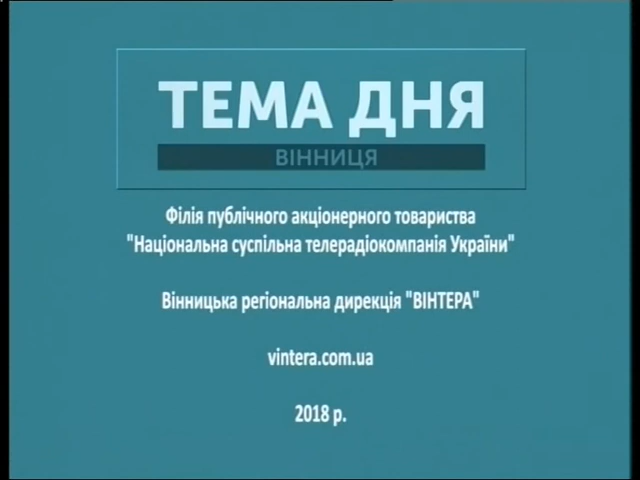 ТЕМА ДНЯ
ВІННИЦЯ
Філія публічного акціонерного товариства
"Національна суспільна телерадіокомпанія України"
Вінницька регіональна дирекція "ВІНТЕРА"
vintera.com.ua
2018 р.